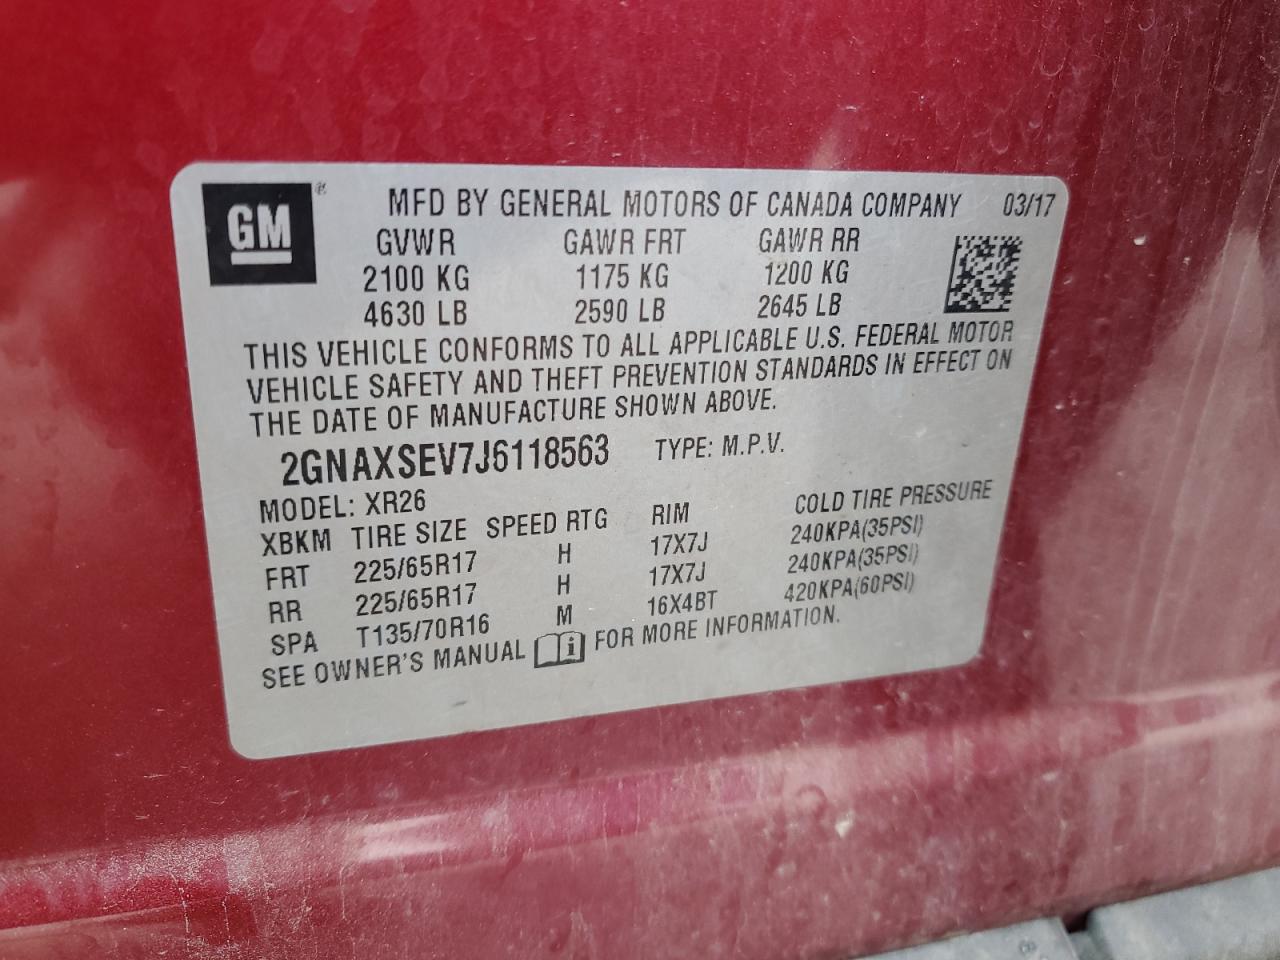 GM ®
MFD BY GENERAL MOTORS OF CANADA COMPANY 03/17
GVWR GAWR FRT GAWR RR
2100 KG 1175 KG 1200 KG
4630 LB 2590 LB 2645 LB
THIS VEHICLE CONFORMS TO ALL APPLICABLE U.S. FEDERAL MOTOR
VEHICLE SAFETY AND THEFT PREVENTION STANDARDS IN EFFECT ON
THE DATE OF MANUFACTURE SHOWN ABOVE.
2GNAXSEV7J6118563 TYPE: M.P.V.
MODEL: XR26
XBKM TIRE SIZE SPEED RTG RIM COLD TIRE PRESSURE
FRT 225/65R17 H 17X7J 240KPA(35PSI)
RR 225/65R17 H 17X7J 240KPA(35PSI)
SPA T135/70R16 M 16X4BT 420KPA(60PSI)
SEE OWNER'S MANUAL i FOR MORE INFORMATION.